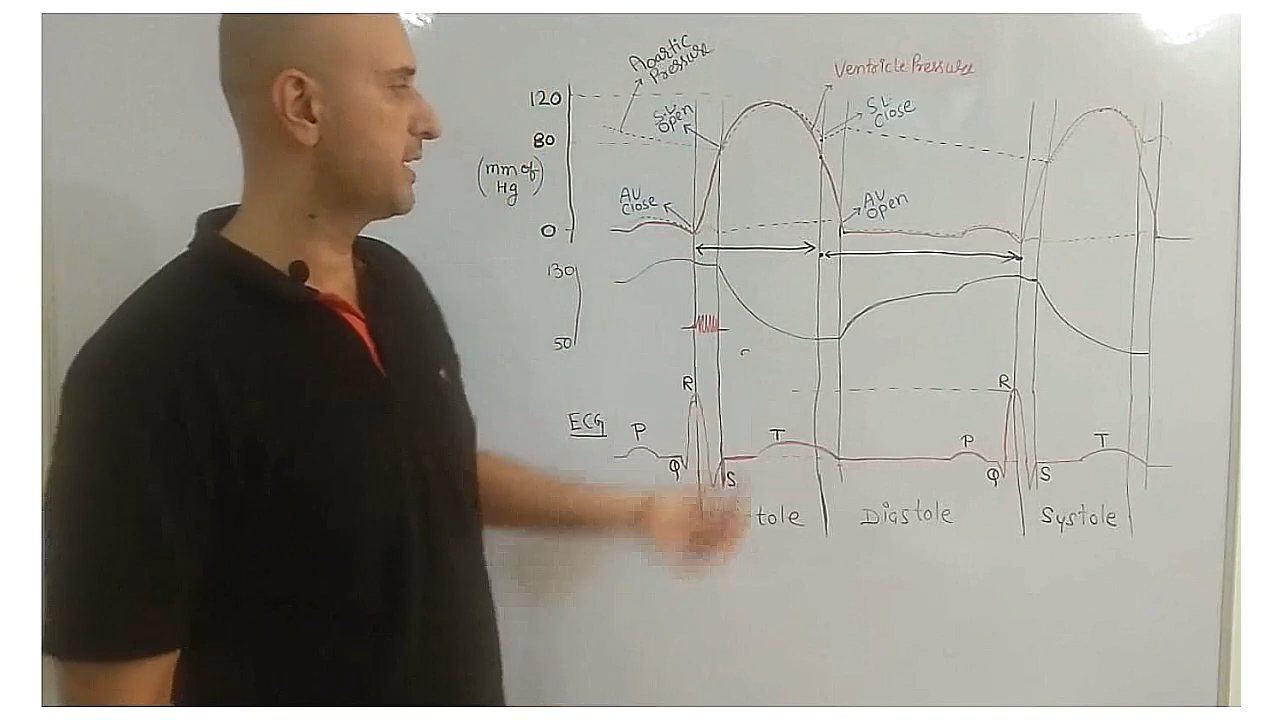 Aoartic
Pressure
Ventricle Pressure
120
S.L
Open
S.L
Close
80
(mm of
Hg)
AV
Close
AV
Open
0
130
50
R
R
ECG
P
T
P
T
Q
S
Q
S
tole
Diastole
Systole